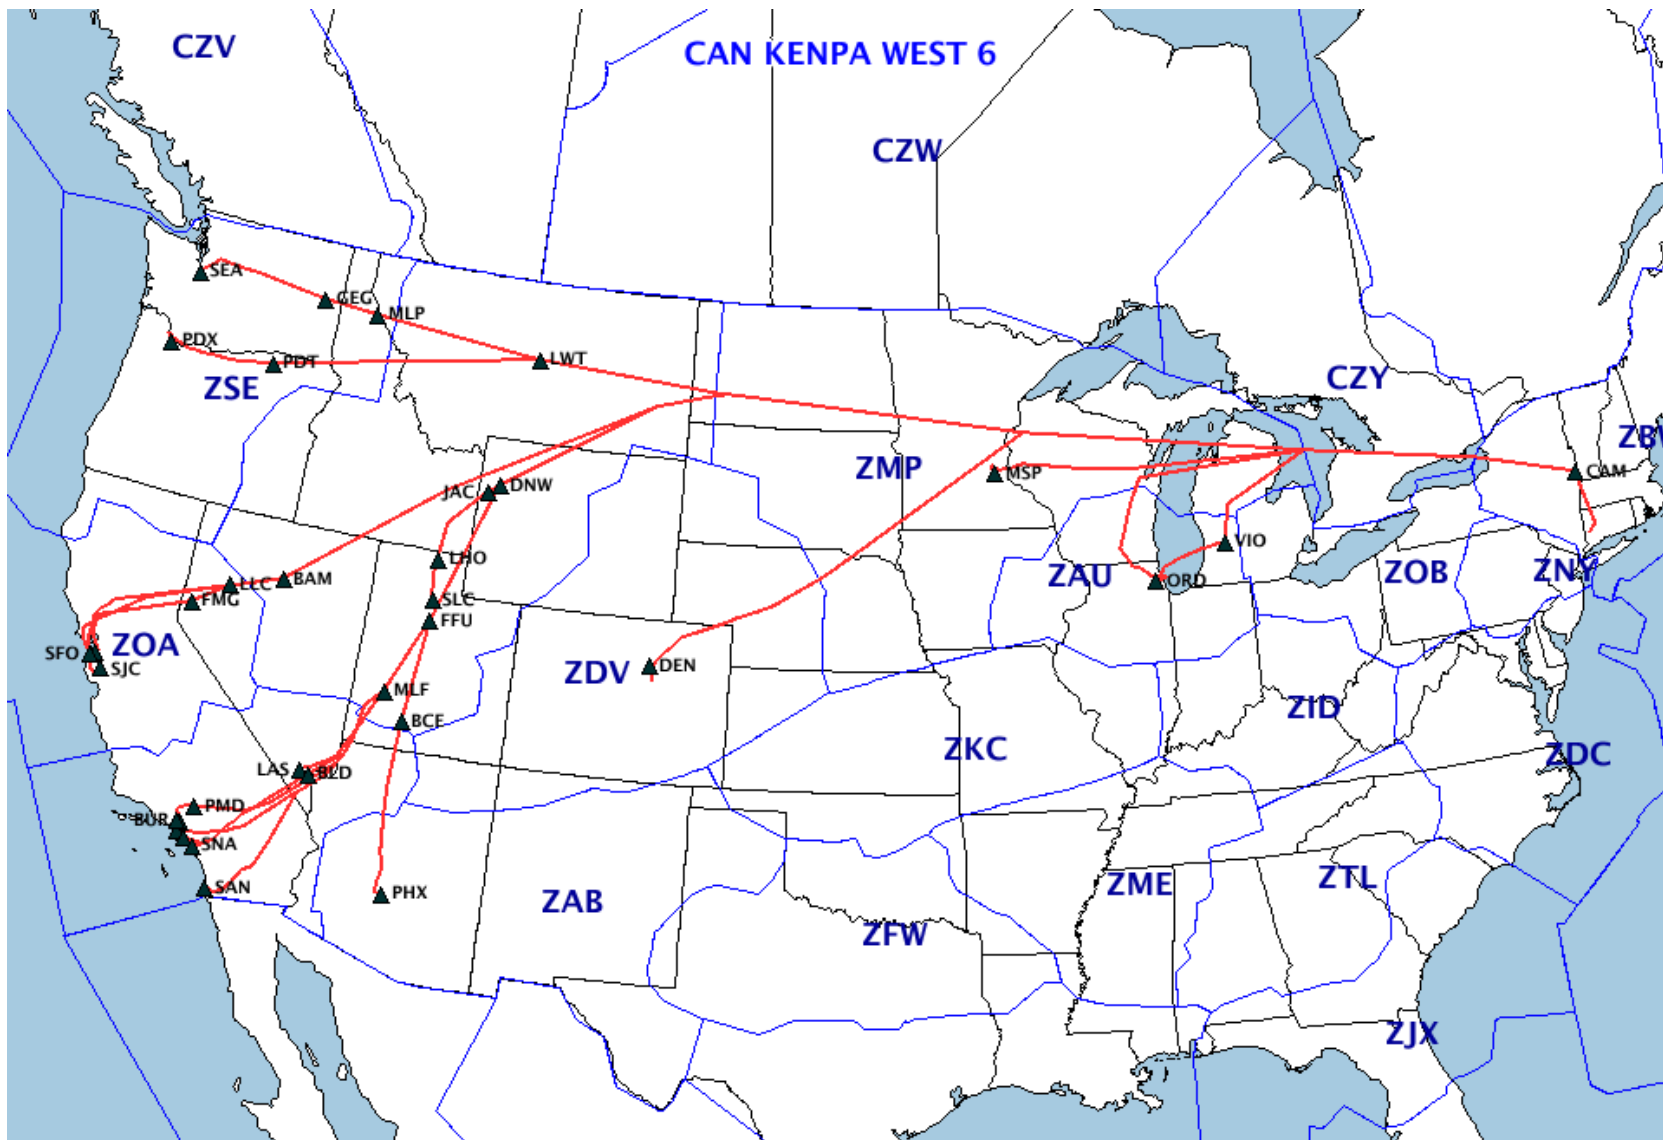 CZV
CAN KENPA WEST 6
CZW
SEA
GEG
MLP
PDX
PDT
LWT
ZSE
CZY
ZBW
ZMP
MSP
CAM
JAC
DNW
VIO
LHO
LLC
BAM
ZAU
ORD
ZOB
ZNY
FMG
SLC
FFU
SFO
ZOA
SJC
ZDV
DEN
MLF
BCE
ZID
ZKC
ZDC
LAS
BLD
PMD
BUR
SNA
SAN
PHX
ZAB
ZME
ZTL
ZFW
ZJX